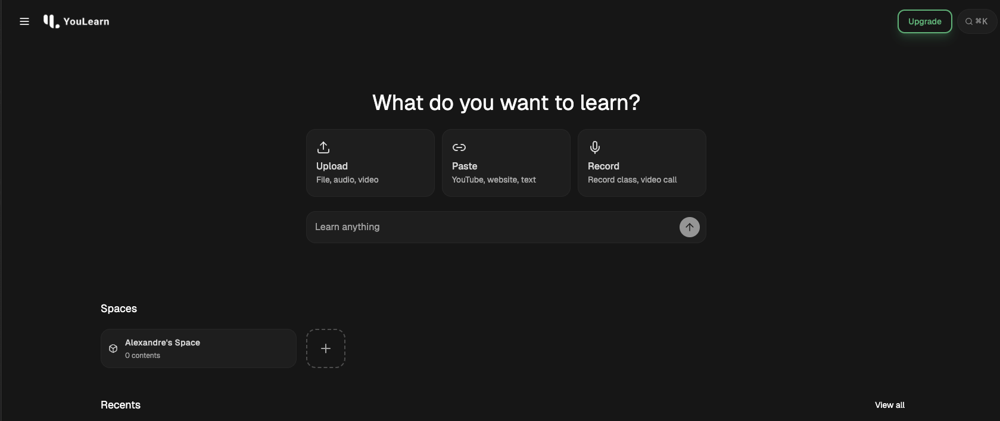 YouLearn
Upgrade
⌘K
What do you want to learn?
Upload
File, audio, video
Paste
YouTube, website, text
Record
Record class, video call
Learn anything
Spaces
Alexandre's Space
0 contents
Recents
View all